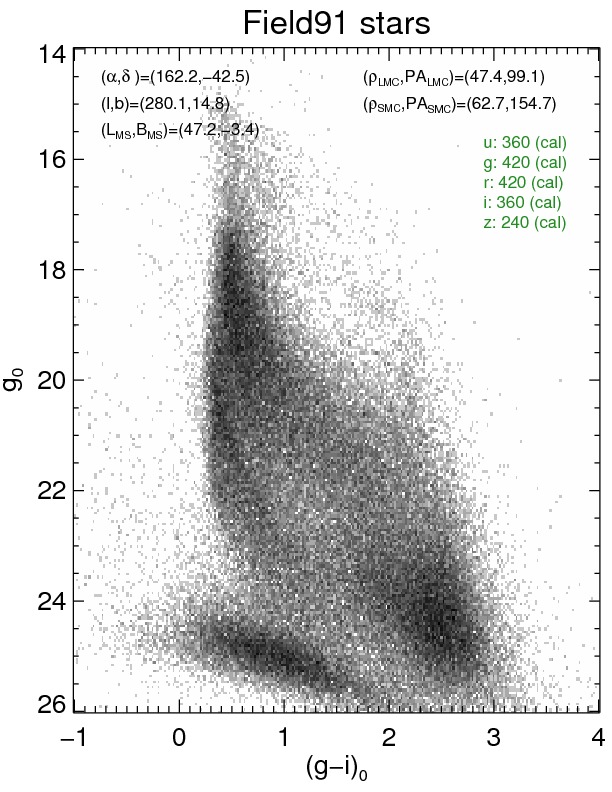 Field91 stars
(α,δ )=(162.2,−42.5)
(ρLMC,PALMC)=(47.4,99.1)
(l,b)=(280.1,14.8)
(ρSMC,PASMC)=(62.7,154.7)
(LMS,BMS)=(47.2,−3.4)
u: 360 (cal)
g: 420 (cal)
r: 420 (cal)
i: 360 (cal)
z: 240 (cal)
14
16
18
20
22
24
26
g0
−1 0 1 2 3 4
(g−i)0